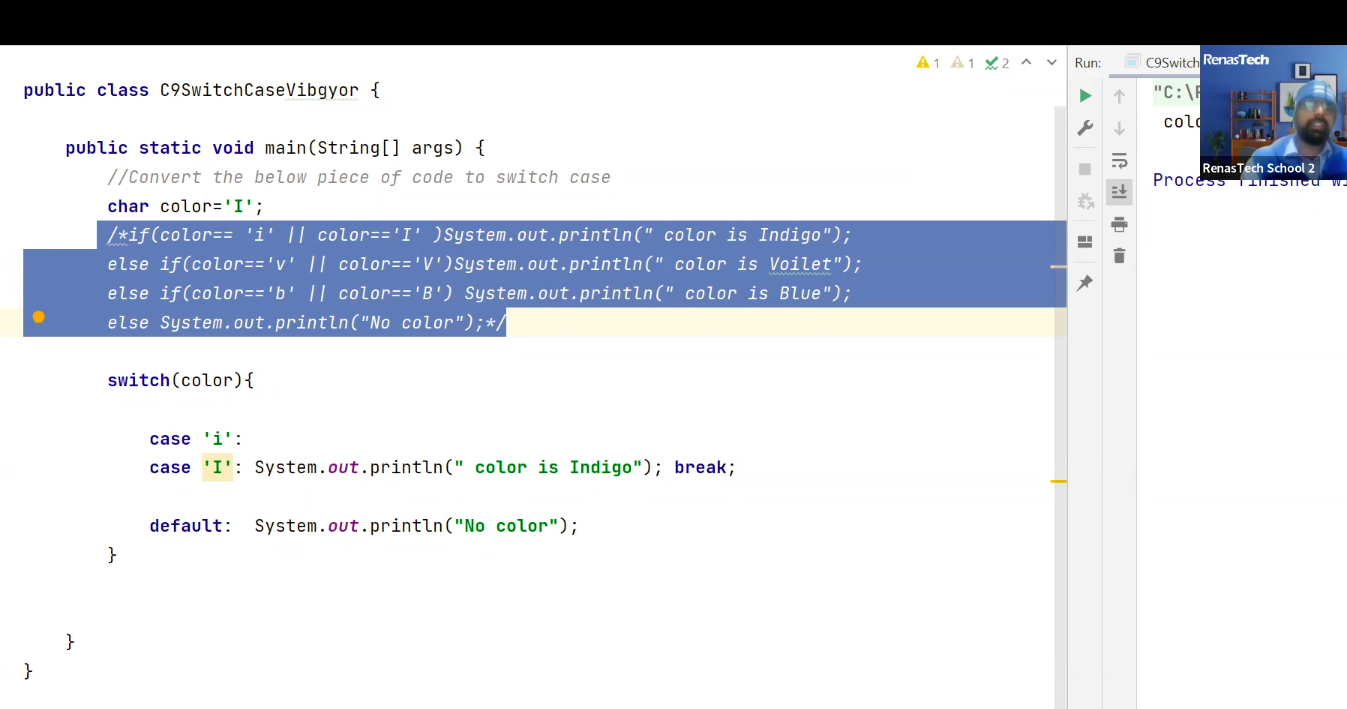 1 1 2
Run: C9Switch
RenasTech
public class C9SwitchCaseVibgyor {
"C:\
public static void main(String[] args) {
//Convert the below piece of code to switch case
RenasTech School 2
Process finished
char color='I';
/*if(color== 'i' || color=='I' )System.out.println(" color is Indigo");
else if(color=='v' || color=='V')System.out.println(" color is Voilet");
else if(color=='b' || color=='B') System.out.println(" color is Blue");
else System.out.println("No color");*/
switch(color){
case 'i':
case 'I': System.out.println(" color is Indigo"); break;
default: System.out.println("No color");
}
}
}